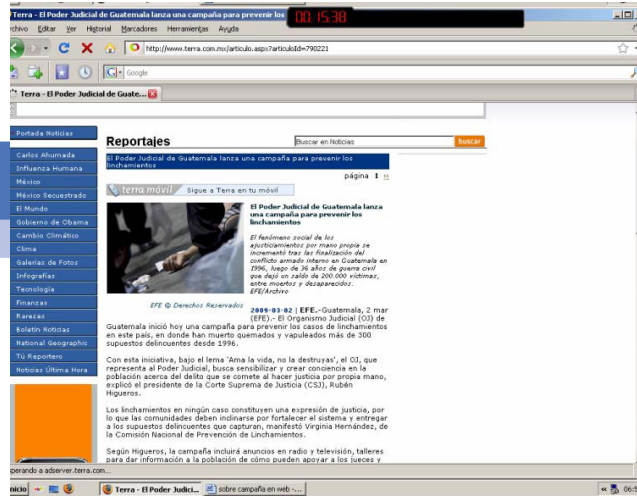 Terra - El Poder Judicial de Guatemala lanza una campaña para prevenir los
00 15:38
Archivo Editar Ver Historial Marcadores Herramientas Ayuda
http://www.terra.com.mx/articulo.aspx?articuloId=790221
Google
Terra - El Poder Judicial de Guate...
Portada Noticias
Carlos Ahumada
Influenza Humana
México
México Secuestrado
El Mundo
Gobierno de Obama
Cambio Climático
Clima
Galerías de Fotos
Infografías
Tecnología
Finanzas
Rarezas
Boletín Noticias
National Geographic
Tú Reportero
Noticias Última Hora
Reportajes
Buscar en Noticias
buscar
El Poder Judicial de Guatemala lanza una campaña para prevenir los
linchamientos
página 1 >>
terra móvil Sigue a Terra en tu móvil
El Poder Judicial de Guatemala lanza
una campaña para prevenir los
linchamientos
El fenómeno social de los
ajusticiamientos por mano propia se
incrementó tras las finalización del
conflicto armado interno en Guatemala en
1996, luego de 36 años de guerra civil
que dejó un saldo de 200.000 víctimas,
entre muertos y desaparecidos.
EFE/Archivo
EFE © Derechos Reservados
2009-03-02 | EFE.-Guatemala, 2 mar
(EFE).- El Organismo Judicial (OJ) de
Guatemala inició hoy una campaña para prevenir los casos de linchamientos
en este país, en donde han muerto quemados y vapuleados más de 300
supuestos delincuentes desde 1996.
Con esta iniciativa, bajo el lema 'Ama la vida, no la destruyas', el OJ, que
representa al Poder Judicial, busca sensibilizar y crear conciencia en la
población acerca del delito que se comete al hacer justicia por propia mano,
explicó el presidente de la Corte Suprema de Justicia (CSJ), Rubén
Higueros.
Los linchamientos en ningún caso constituyen una expresión de justicia, por
lo que las comunidades deben inclinarse por fortalecer el sistema y entregar
a los supuestos delincuentes que capturan, manifestó Virginia Hernández, de
la Comisión Nacional de Prevención de Linchamientos.
Según Higueros, la campaña incluirá anuncios en radio y televisión, talleres
para dar información a la población de cómo pueden apoyar a los jueces y
perando a adserver.terra.com...
nicio
Terra - El Poder Judici...
sobre campaña en web -...
06:5